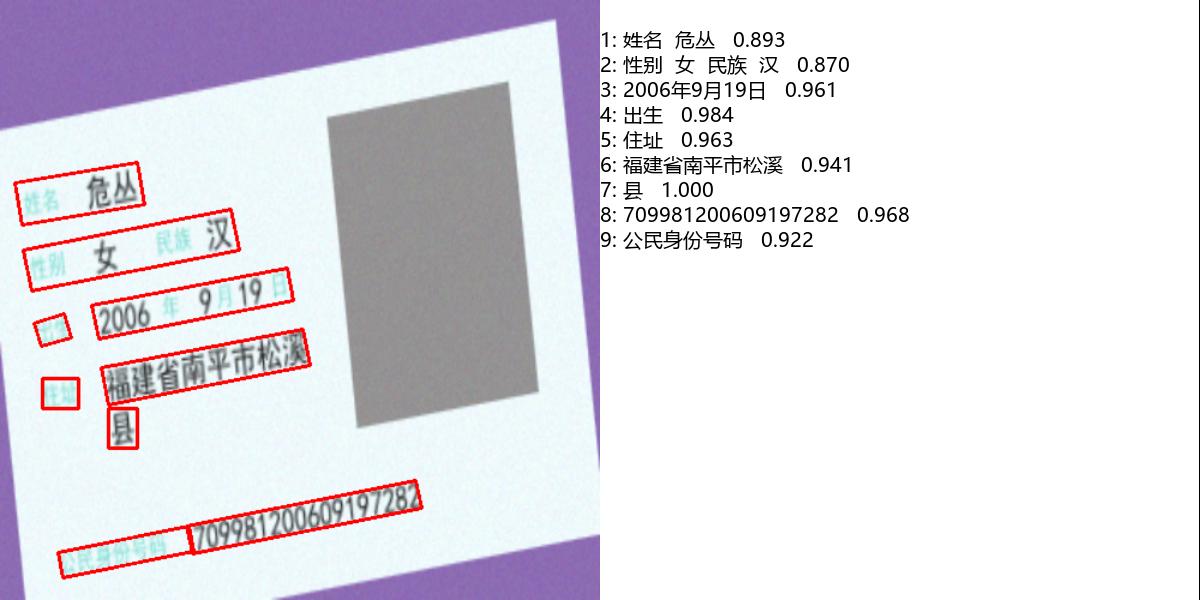 姓名 危丛
性别 女 民族 汉
出生 2006 年 9 月 19 日
住址 福建省南平市松溪
县
公民身份号码 709981200609197282
1: 姓名 危丛 0.893
2: 性别 女 民族 汉 0.870
3: 2006年9月19日 0.961
4: 出生 0.984
5: 住址 0.963
6: 福建省南平市松溪 0.941
7: 县 1.000
8: 709981200609197282 0.968
9: 公民身份号码 0.922